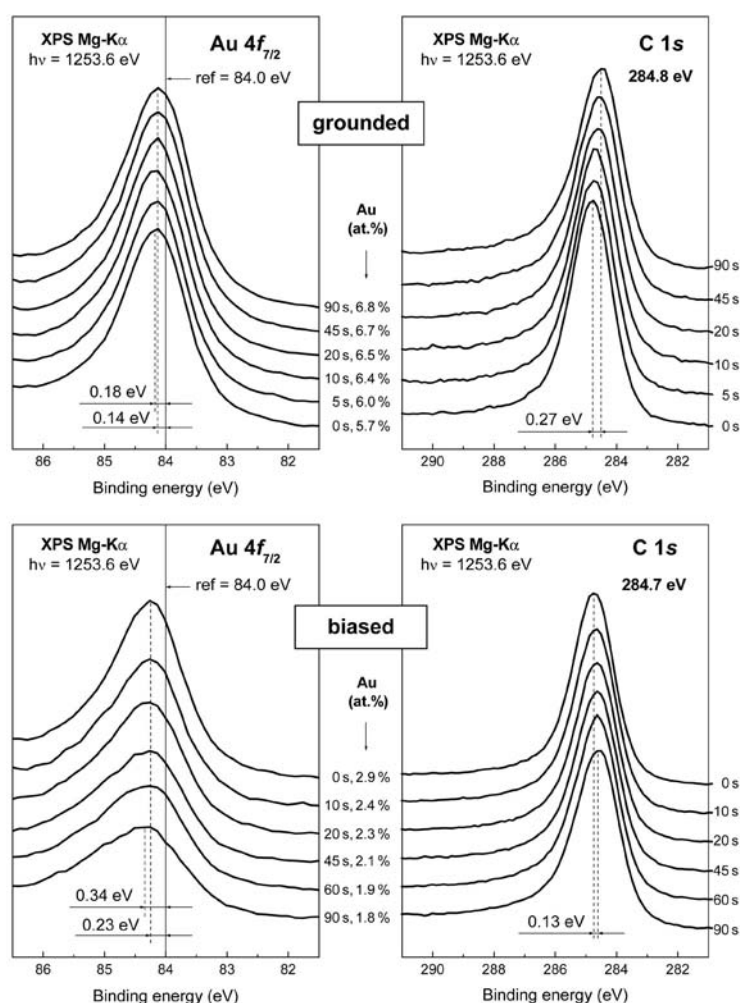 XPS Mg-Kα
hν = 1253.6 eV
Au 4f7/2
ref = 84.0 eV
XPS Mg-Kα
hν = 1253.6 eV
C 1s
284.8 eV
grounded
Au
(at.%)
90 s, 6.8 %
45 s, 6.7 %
20 s, 6.5 %
10 s, 6.4 %
5 s, 6.0 %
0 s, 5.7 %
0.18 eV
0.14 eV
90 s
45 s
20 s
10 s
5 s
0 s
0.27 eV
86 85 84 83 82
Binding energy (eV)
290 288 286 284 282
Binding energy (eV)
XPS Mg-Kα
hν = 1253.6 eV
Au 4f7/2
ref = 84.0 eV
XPS Mg-Kα
hν = 1253.6 eV
C 1s
284.7 eV
biased
Au
(at.%)
0 s, 2.9 %
10 s, 2.4 %
20 s, 2.3 %
45 s, 2.1 %
60 s, 1.9 %
90 s, 1.8 %
0.34 eV
0.23 eV
0 s
10 s
20 s
45 s
60 s
90 s
0.13 eV
86 85 84 83 82
Binding energy (eV)
290 288 286 284 282
Binding energy (eV)